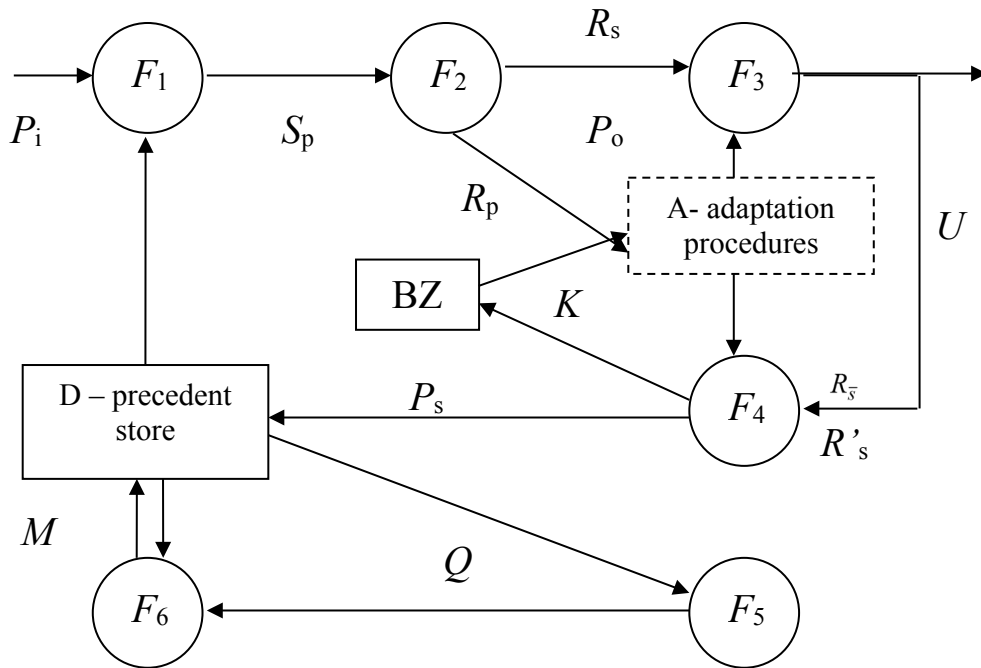 R_s
F_1
F_2
F_3
P_i
S_p
P_o
R_p
A- adaptation
procedures
U
BZ
K
D – precedent
store
P_s
F_4
R_s̅
R’_s
M
Q
F_6
F_5